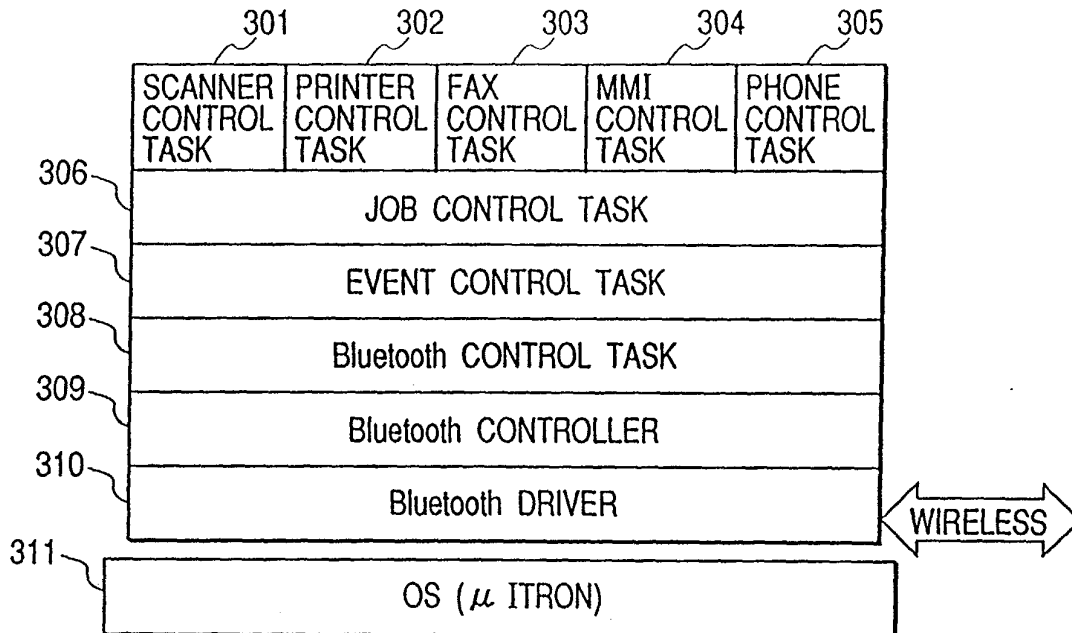 301 302 303 304 305
SCANNER CONTROL TASK
PRINTER CONTROL TASK
FAX CONTROL TASK
MMI CONTROL TASK
PHONE CONTROL TASK
306
JOB CONTROL TASK
307
EVENT CONTROL TASK
308
Bluetooth CONTROL TASK
309
Bluetooth CONTROLLER
310
Bluetooth DRIVER
WIRELESS
311
OS (μ ITRON)